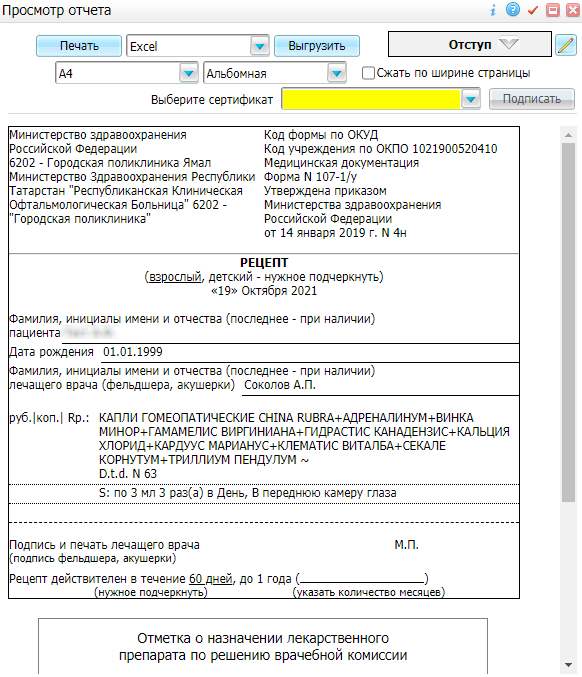 Просмотр отчета
Печать Excel Выгрузить Отступ
A4 Альбомная Сжать по ширине страницы
Выберите сертификат Подписать
Министерство здравоохранения
Российской Федерации
6202 - Городская поликлиника Ямал
Министерство Здравоохранения Республики
Татарстан "Республиканская Клиническая
Офтальмологическая Больница" 6202 -
"Городская поликлиника"
Код формы по ОКУД
Код учреждения по ОКПО 1021900520410
Медицинская документация
Форма N 107-1/у
Утверждена приказом
Министерства здравоохранения
Российской Федерации
от 14 января 2019 г. N 4н
РЕЦЕПТ
(взрослый, детский - нужное подчеркнуть)
«19» Октября 2021
Фамилия, инициалы имени и отчества (последнее - при наличии)
пациента
Дата рождения 01.01.1999
Фамилия, инициалы имени и отчества (последнее - при наличии)
лечащего врача (фельдшера, акушерки) Соколов А.П.
руб.|коп.| Rp.: КАПЛИ ГОМЕОПАТИЧЕСКИЕ CHINA RUBRA+АДРЕНАЛИНУМ+ВИНКА
МИНОР+ГАМАМЕЛИС ВИРГИНИАНА+ГИДРАСТИС КАНАДЕНЗИС+КАЛЬЦИЯ
ХЛОРИД+КАРДУУС МАРИАНУС+КЛЕМАТИС ВИТАЛБА+СЕКАЛЕ
КОРНУТУМ+ТРИЛЛИУМ ПЕНДУЛУМ ~
D.t.d. N 63
S: по 3 мл 3 раз(а) в День, В переднюю камеру глаза
Подпись и печать лечащего врача М.П.
(подпись фельдшера, акушерки)
Рецепт действителен в течение 60 дней, до 1 года (____________________)
(нужное подчеркнуть) (указать количество месяцев)
Отметка о назначении лекарственного
препарата по решению врачебной комиссии